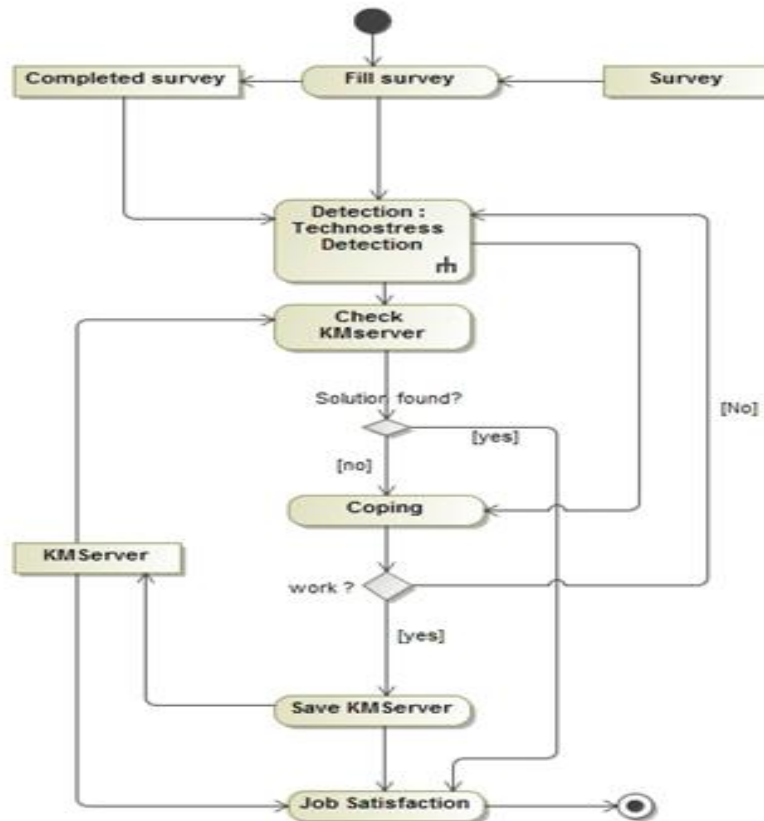 Completed survey
Fill survey
Survey
Detection :
Technostress
Detection
Check
KMserver
Solution found?
[yes]
[No]
[no]
Coping
KMServer
work ?
[yes]
Save KMServer
Job Satisfaction